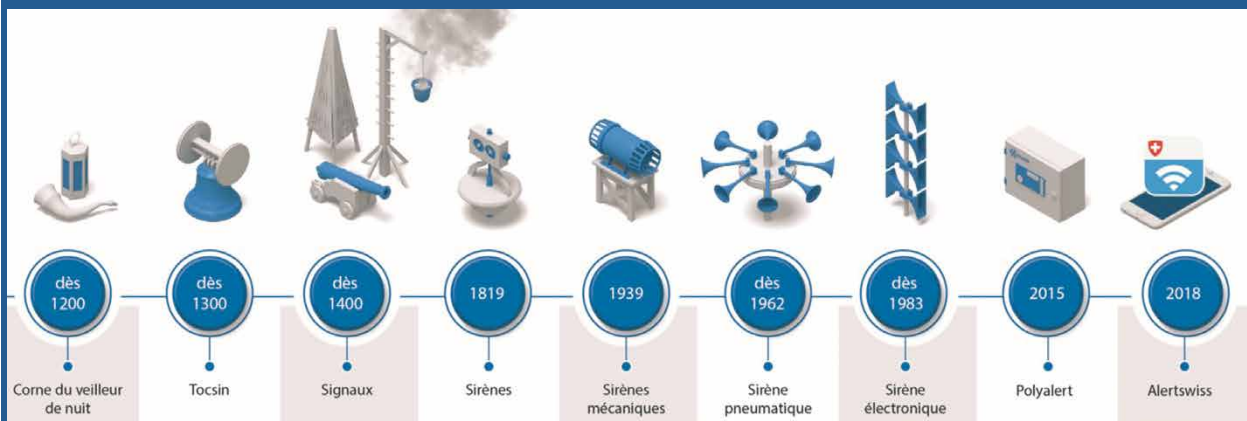 dès
1200
dès
1300
dès
1400
1819
1939
dès
1962
dès
1983
2015
2018
Corne du veilleur
de nuit
Tocsin
Signaux
Sirènes
Sirènes
mécaniques
Sirène
pneumatique
Sirène
électronique
Polyalert
Alertswiss